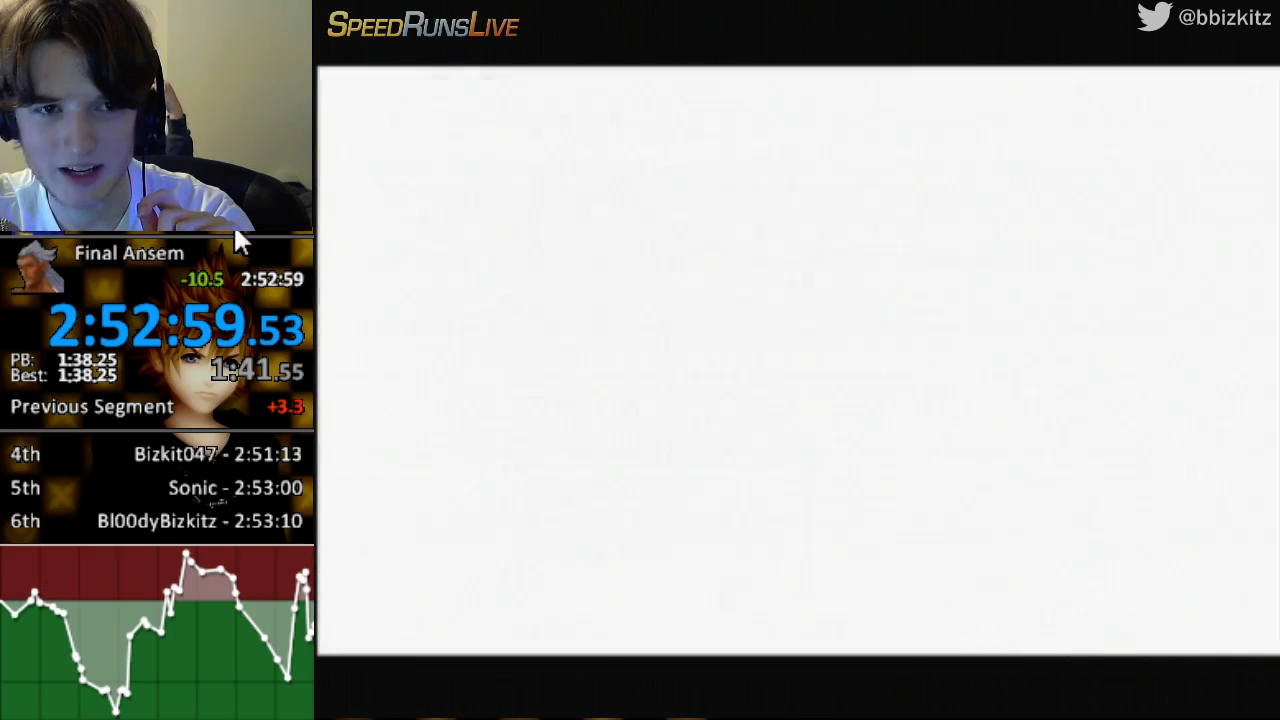 SPEEDRUNSLIVE
@bbizkitz
Final Ansem
-10.5 2:52:59
2:52:59.53
PB: 1:38.25
Best: 1:38.25
1:41.55
Previous Segment +3.3
4th Bizkit047 - 2:51:13
5th Sonic - 2:53:00
6th Bl00dyBizkitz - 2:53:10